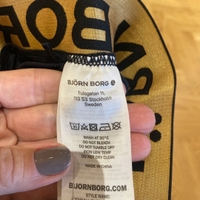 BO
BJÖRN BORG
Tulegatan 11,
113 53 Stockholm
Sweden
WASH AT 30°C
DO NOT BLEACH
DO NOT TUMBLE DRY
IRON LOW TEMP
DO NOT DRY CLEAN
MADE IN CHINA
BJORNBORG.COM
STYLE NAME: